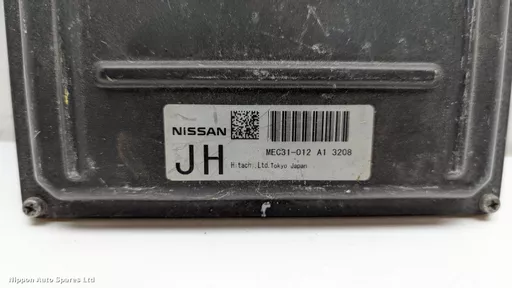 NISSAN
MEC31-012 A1 3208
JH
Hitachi,Ltd.Tokyo Japan
Nippon Auto Spares Ltd